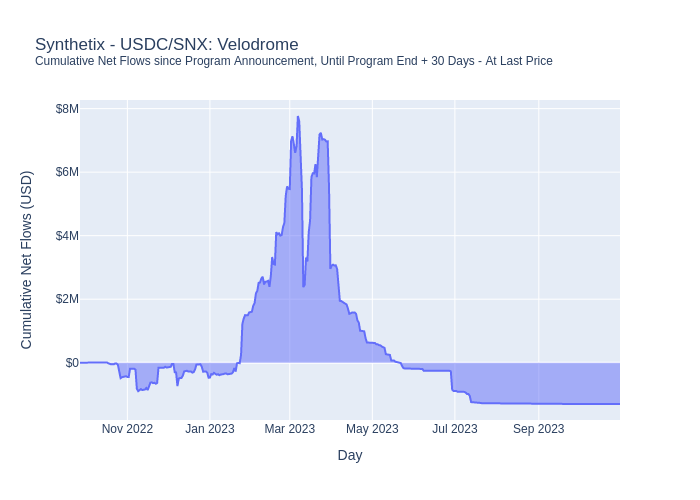 Synthetix - USDC/SNX: Velodrome
Cumulative Net Flows since Program Announcement, Until Program End + 30 Days - At Last Price
$8M
$6M
$4M
$2M
$0
Cumulative Net Flows (USD)
Nov 2022 Jan 2023 Mar 2023 May 2023 Jul 2023 Sep 2023
Day